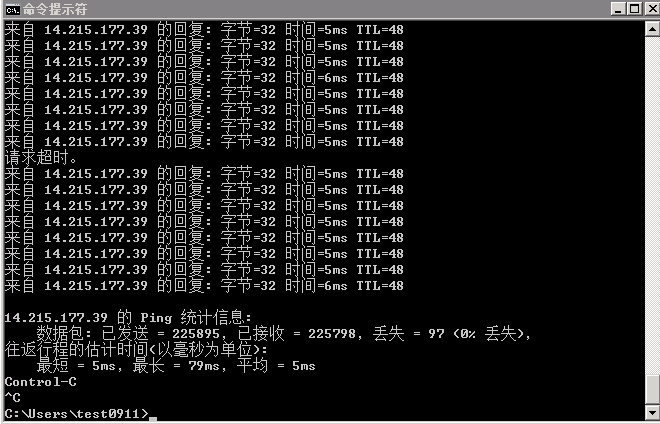 命令提示符
来自 14.215.177.39 的回复: 字节=32 时间=5ms TTL=48
来自 14.215.177.39 的回复: 字节=32 时间=5ms TTL=48
来自 14.215.177.39 的回复: 字节=32 时间=5ms TTL=48
来自 14.215.177.39 的回复: 字节=32 时间=6ms TTL=48
来自 14.215.177.39 的回复: 字节=32 时间=5ms TTL=48
来自 14.215.177.39 的回复: 字节=32 时间=5ms TTL=48
来自 14.215.177.39 的回复: 字节=32 时间=5ms TTL=48
来自 14.215.177.39 的回复: 字节=32 时间=5ms TTL=48
请求超时。
来自 14.215.177.39 的回复: 字节=32 时间=5ms TTL=48
来自 14.215.177.39 的回复: 字节=32 时间=5ms TTL=48
来自 14.215.177.39 的回复: 字节=32 时间=5ms TTL=48
来自 14.215.177.39 的回复: 字节=32 时间=5ms TTL=48
来自 14.215.177.39 的回复: 字节=32 时间=5ms TTL=48
来自 14.215.177.39 的回复: 字节=32 时间=5ms TTL=48
来自 14.215.177.39 的回复: 字节=32 时间=5ms TTL=48
来自 14.215.177.39 的回复: 字节=32 时间=6ms TTL=48
14.215.177.39 的 Ping 统计信息:
数据包: 已发送 = 225895, 已接收 = 225798, 丢失 = 97 (0% 丢失),
往返行程的估计时间(以毫秒为单位):
最短 = 5ms, 最长 = 79ms, 平均 = 5ms
Control-C
^C
C:\Users\test0911>